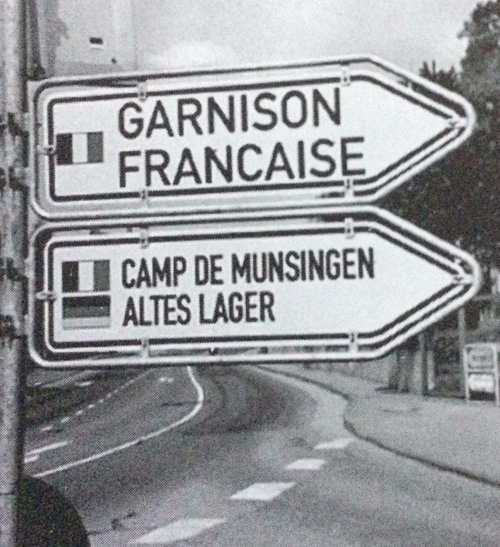 GARNISON
FRANCAISE
CAMP DE MUNSINGEN
ALTES LAGER